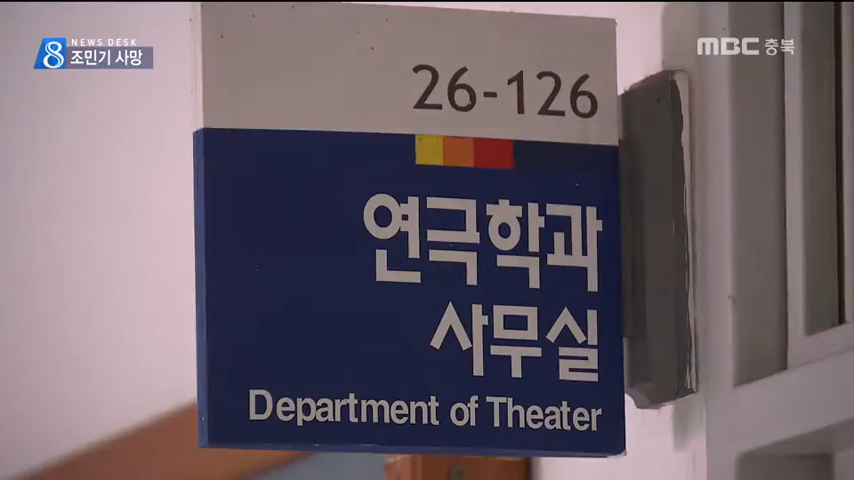 NEWS DESK
8 조민기 사망
MBC 충북
26-126
연극학과
사무실
Department of Theater